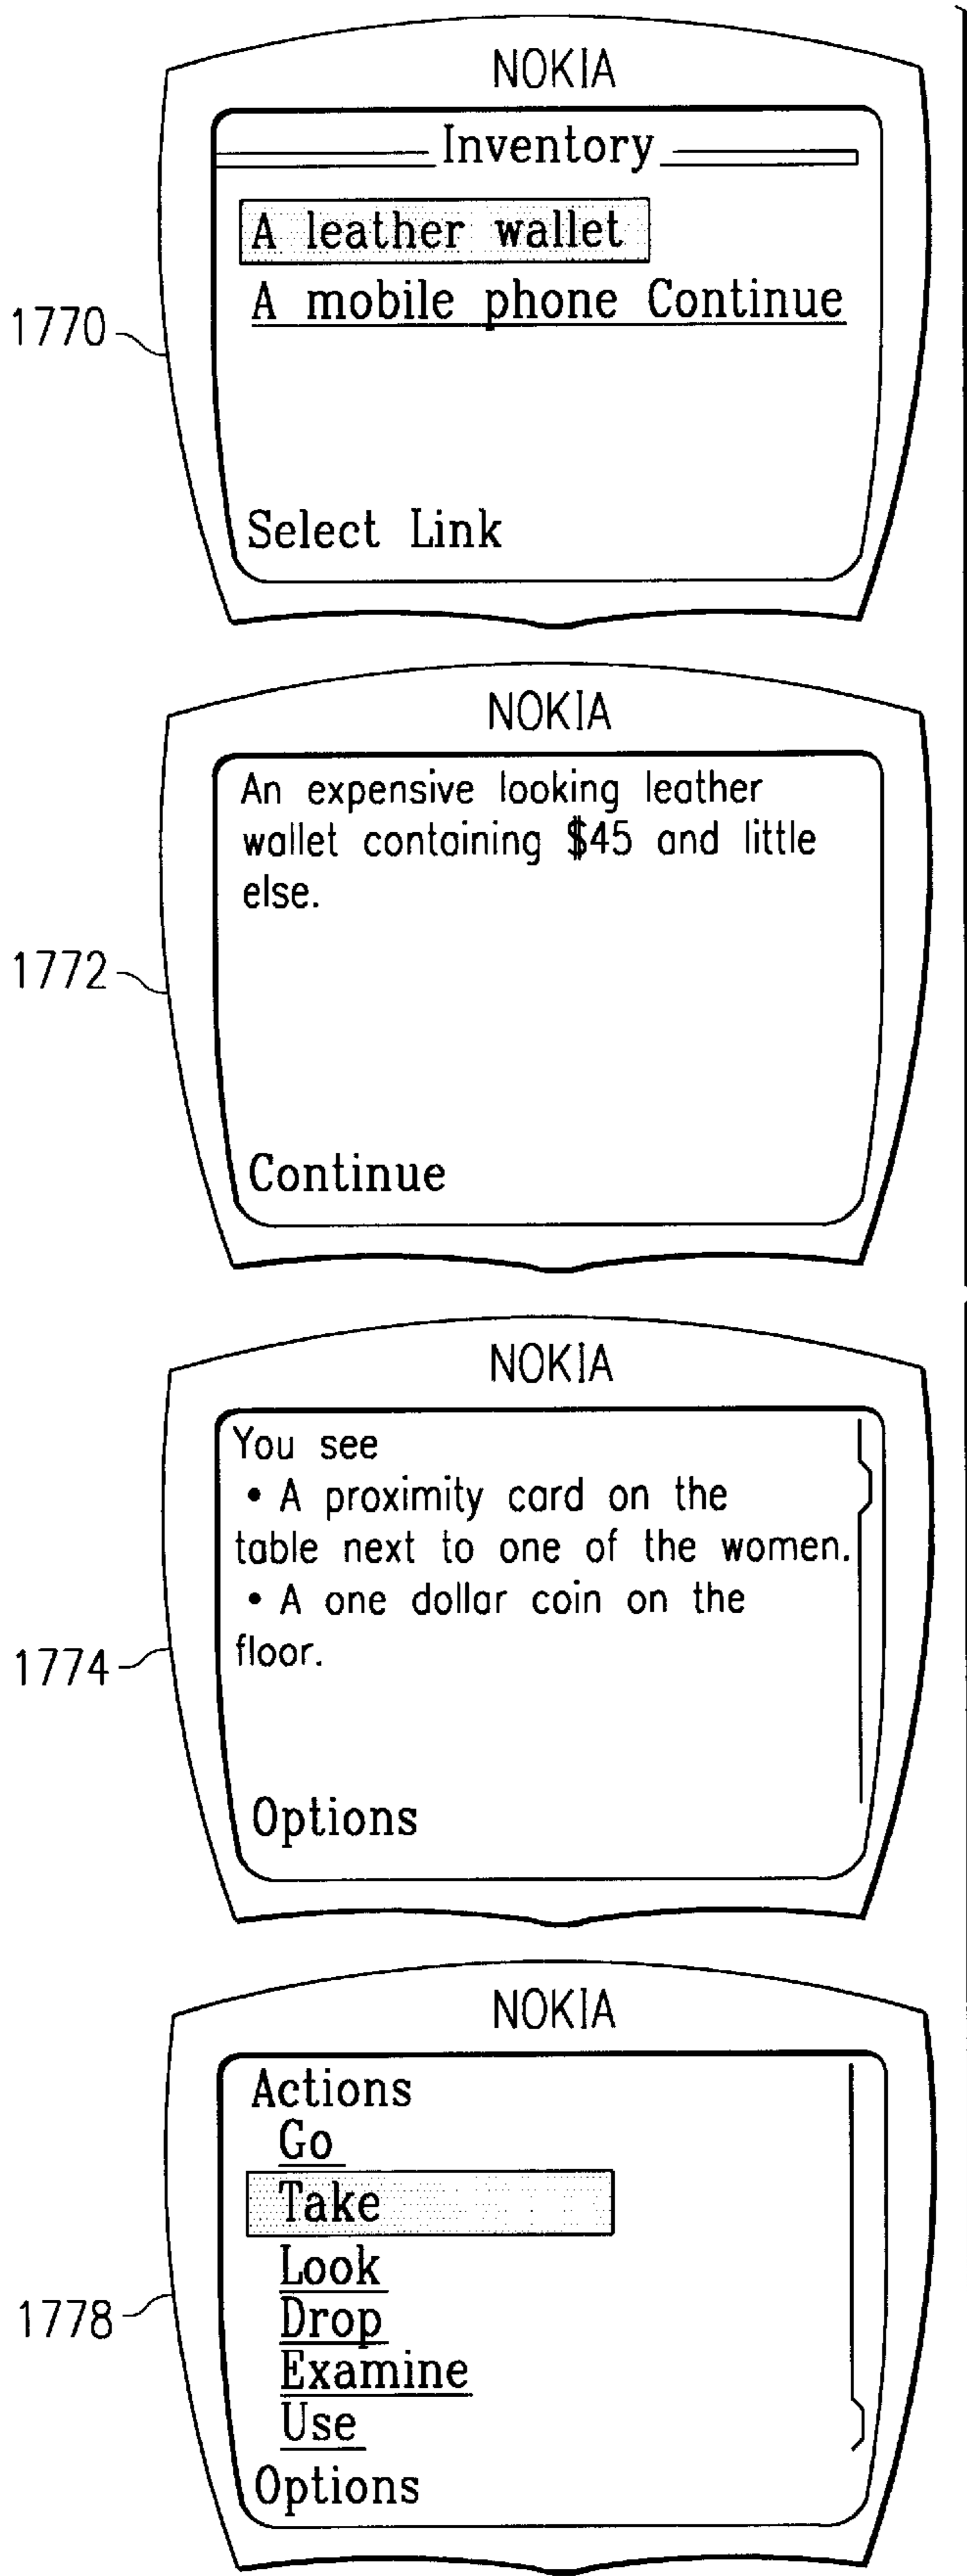 NOKIA
Inventory
A leather wallet
A mobile phone Continue
1770
Select Link
NOKIA
An expensive looking leather
wallet containing $45 and little
else.
1772
Continue
NOKIA
You see
• A proximity card on the
table next to one of the women.
• A one dollar coin on the
floor.
1774
Options
NOKIA
Actions
Go
Take
Look
1778
Drop
Examine
Use
Options